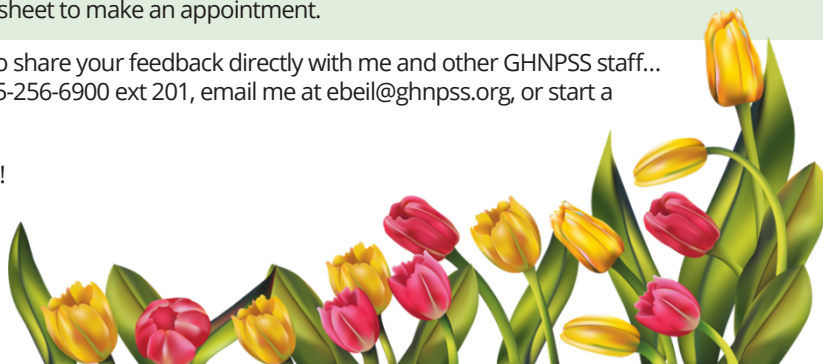 sheet to make an appointment.
o share your feedback directly with me and other GHNPSS staff...
5-256-6900 ext 201, email me at ebeil@ghnpss.org, or start a
!